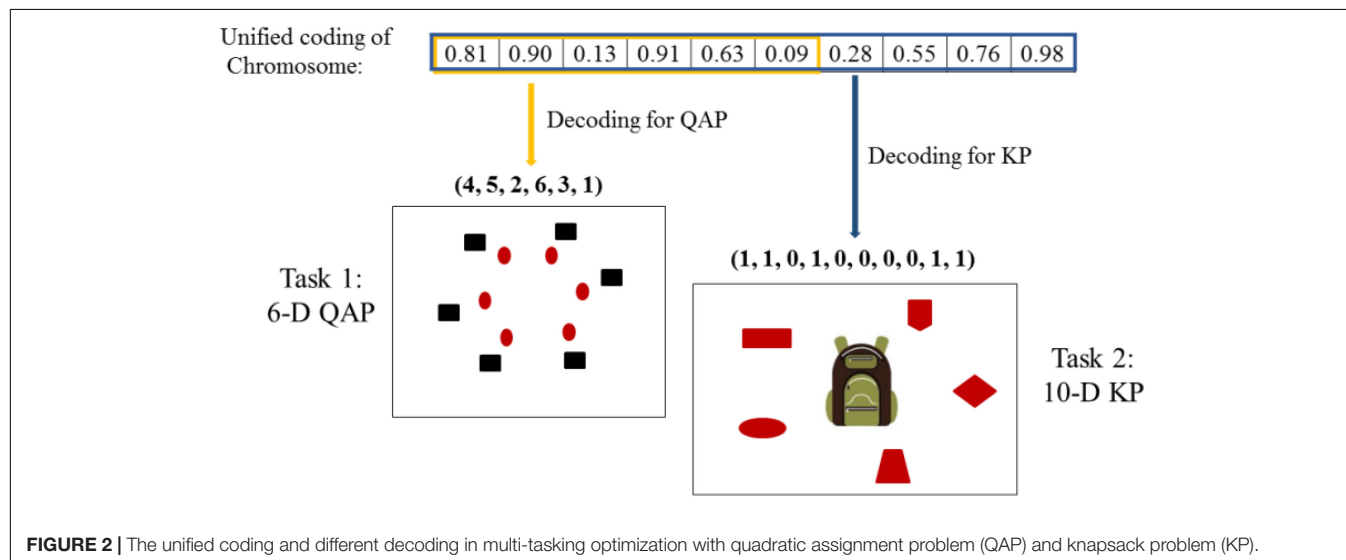 Unified coding of
Chromosome:
0.81 0.90 0.13 0.91 0.63 0.09 0.28 0.55 0.76 0.98
Decoding for QAP
Decoding for KP
(4, 5, 2, 6, 3, 1)
(1, 1, 0, 1, 0, 0, 0, 0, 1, 1)
Task 1:
6-D QAP
Task 2:
10-D KP
FIGURE 2 | The unified coding and different decoding in multi-tasking optimization with quadratic assignment problem (QAP) and knapsack problem (KP).